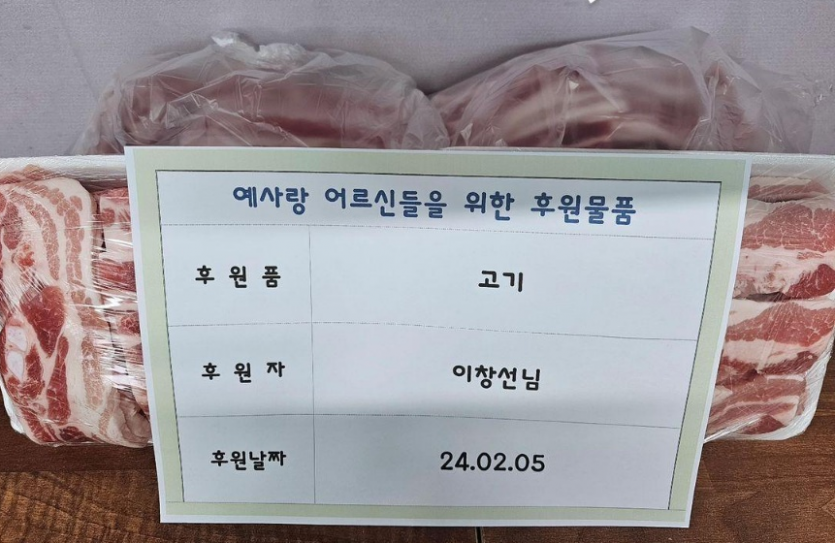 예사랑 어르신들을 위한 후원물품
후 원 품 고기
후 원 자 이창선님
후원날짜 24.02.05